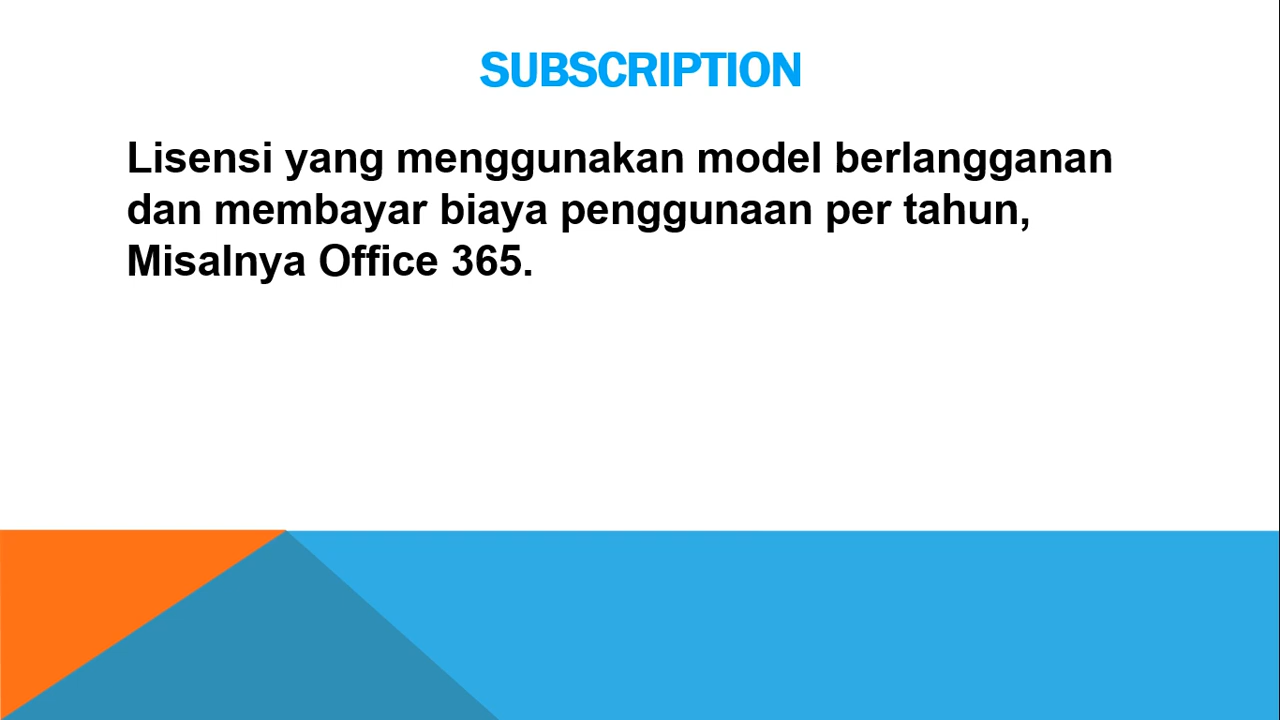 SUBSCRIPTION
Lisensi yang menggunakan model berlangganan
dan membayar biaya penggunaan per tahun,
Misalnya Office 365.